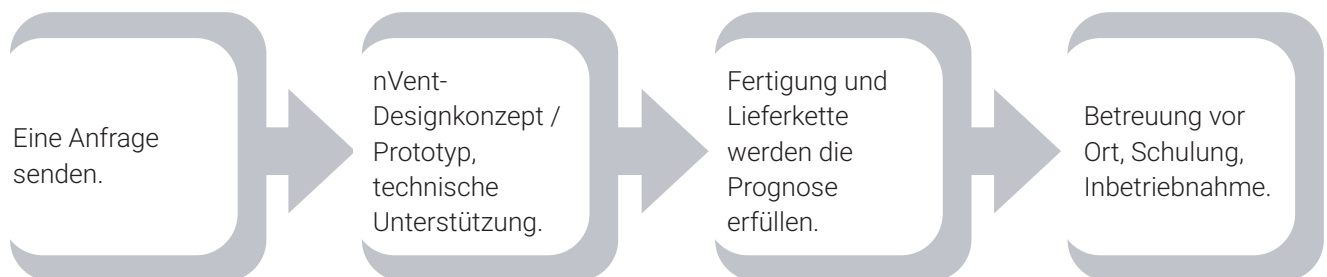 Eine Anfrage
senden.
nVent-
Designkonzept /
Prototyp,
technische
Unterstützung.
Fertigung und
Lieferkette
werden die
Prognose
erfüllen.
Betreuung vor
Ort, Schulung,
Inbetriebnahme.